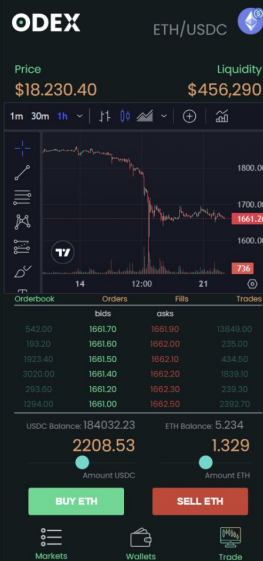 ODEX
ETH/USDC
Price
Liquidity
$18.230.40
$456,290
1m 30m 1h
1800.00
1700.00
1661.20
1600.00
736
14 12:00 21
Orderbook Orders Fills Trades
bids asks
542.00 1661.70 1661.90 13849.00
193.20 1661.60 1662.00 235.00
1923.40 1661.50 1662.10 434.50
3020.00 1661.40 1662.20 1839.10
293.60 1661.20 1662.30 239.30
1294.00 1661.00 1662.50 2392.70
USDC Balance: 184032.23 ETH Balance: 5.234
2208.53 1.329
Amount USDC Amount ETH
BUY ETH SELL ETH
Markets Wallets Trade